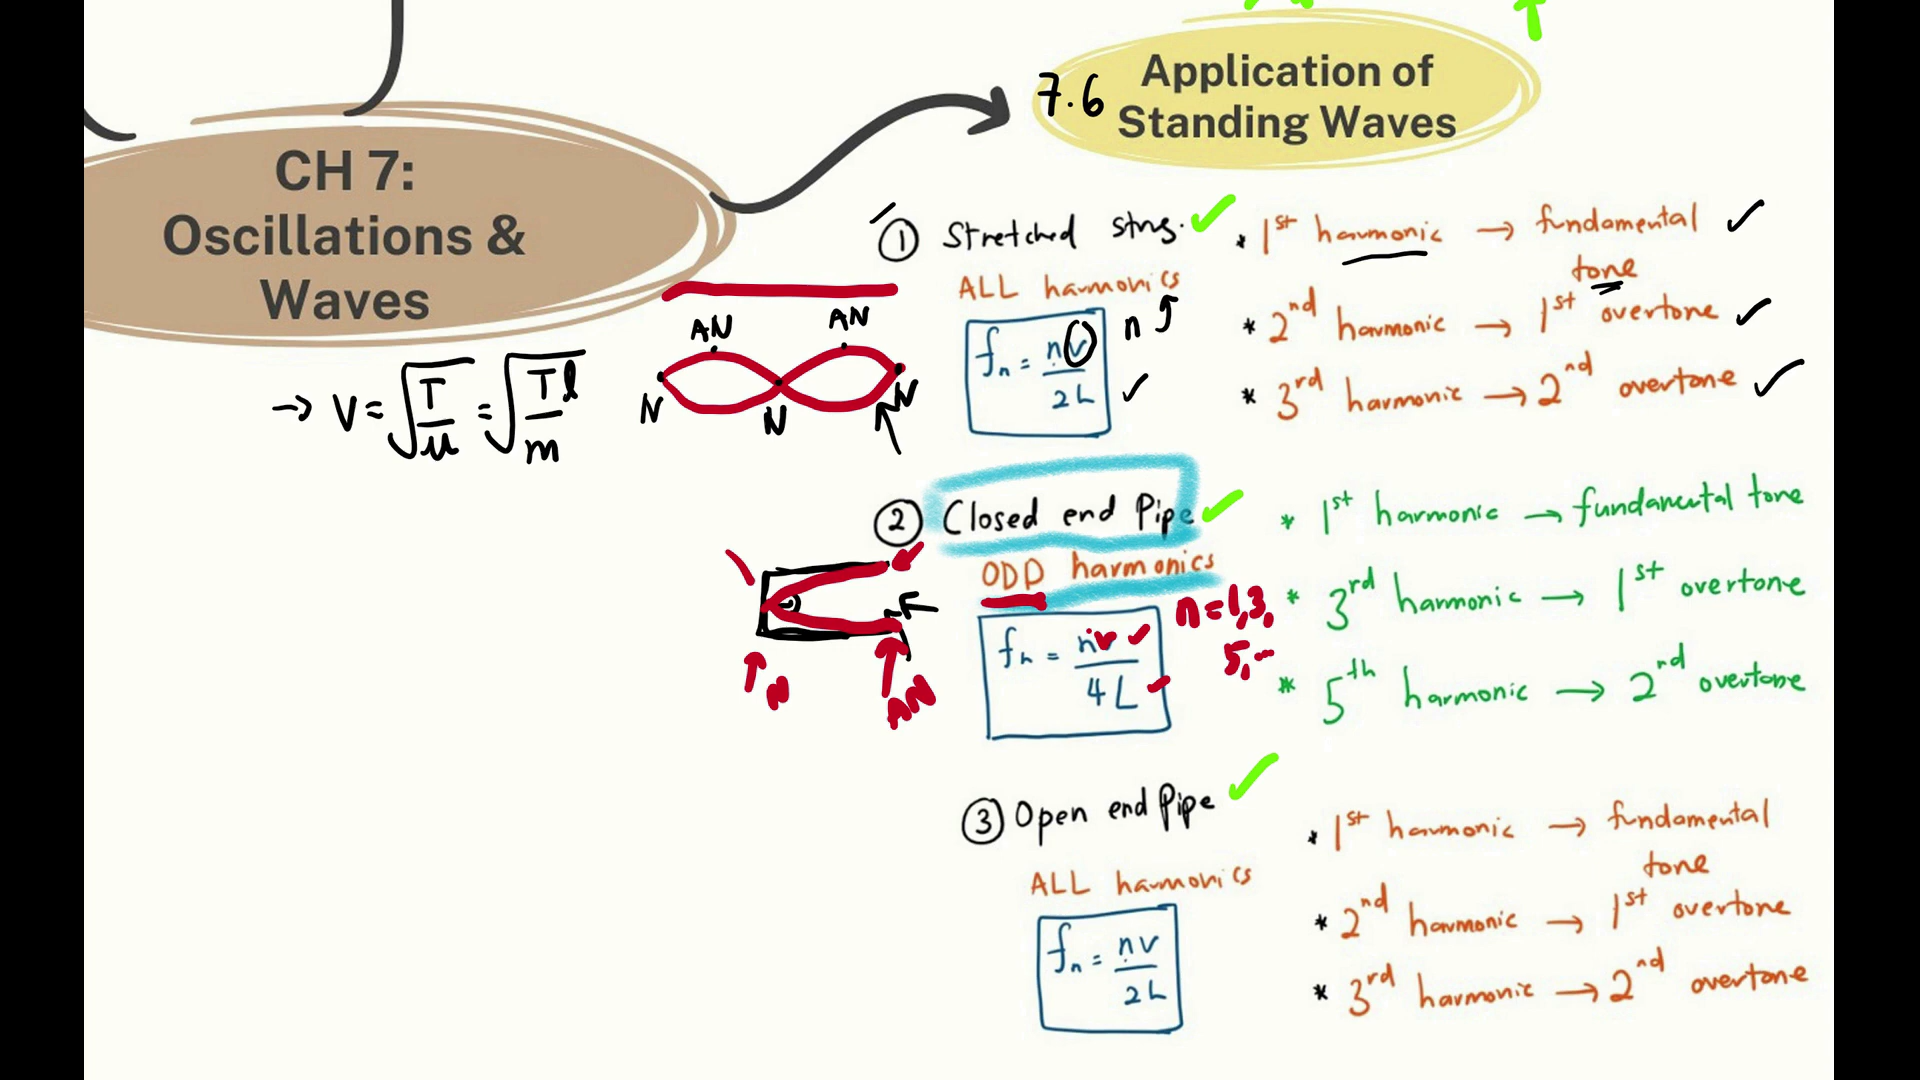 7.6 Application of
Standing Waves
CH 7:
Oscillations &
Waves
① Stretched strng.
ALL harmonics
fn = nv / 2L
n
* 1st harmonic → fundamental
tone
* 2nd harmonic → 1st overtone
* 3rd harmonic → 2nd overtone
AN AN
N N N
→ V = √(T/μ) = √(Tl/m)
② Closed end Pipe
ODD harmonics
fn = nv / 4L
n = 1,3,
5,...
N AN
* 1st harmonic → fundamental tone
* 3rd harmonic → 1st overtone
* 5th harmonic → 2nd overtone
③ Open end Pipe
ALL harmonics
fn = nv / 2L
* 1st harmonic → fundamental
tone
* 2nd harmonic → 1st overtone
* 3rd harmonic → 2nd overtone